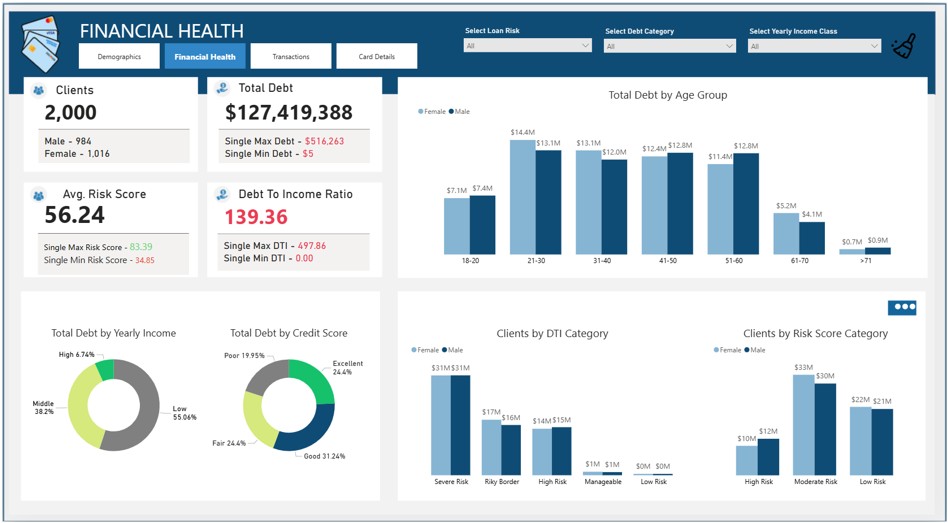 FINANCIAL HEALTH
Demographics
Financial Health
Transactions
Card Details
Select Loan Risk
All
Select Debt Category
All
Select Yearly Income Class
All
Clients
2,000
Male - 984
Female - 1,016
Total Debt
$127,419,388
Single Max Debt - $516,263
Single Min Debt - $5
Avg. Risk Score
56.24
Single Max Risk Score - 83.39
Single Min Risk Score - 34.85
Debt To Income Ratio
139.36
Single Max DTI - 497.86
Single Min DTI - 0.00
Total Debt by Age Group
Female Male
$7.1M $7.4M
$14.4M $13.1M
$13.1M $12.0M
$12.4M $12.8M
$11.4M $12.8M
$5.2M $4.1M
$0.7M $0.9M
18-20 21-30 31-40 41-50 51-60 61-70 >71
Total Debt by Yearly Income
High 6.74%
Middle
38.2%
Low
55.06%
Total Debt by Credit Score
Poor 19.95%
Excellent
24.4%
Fair 24.4%
Good 31.24%
Clients by DTI Category
Female Male
$31M $31M
$17M $16M
$14M $15M
$1M $1M
$0M $0M
Severe Risk Riky Border High Risk Manageable Low Risk
Clients by Risk Score Category
Female Male
$10M $12M
$33M $30M
$22M $21M
High Risk Moderate Risk Low Risk